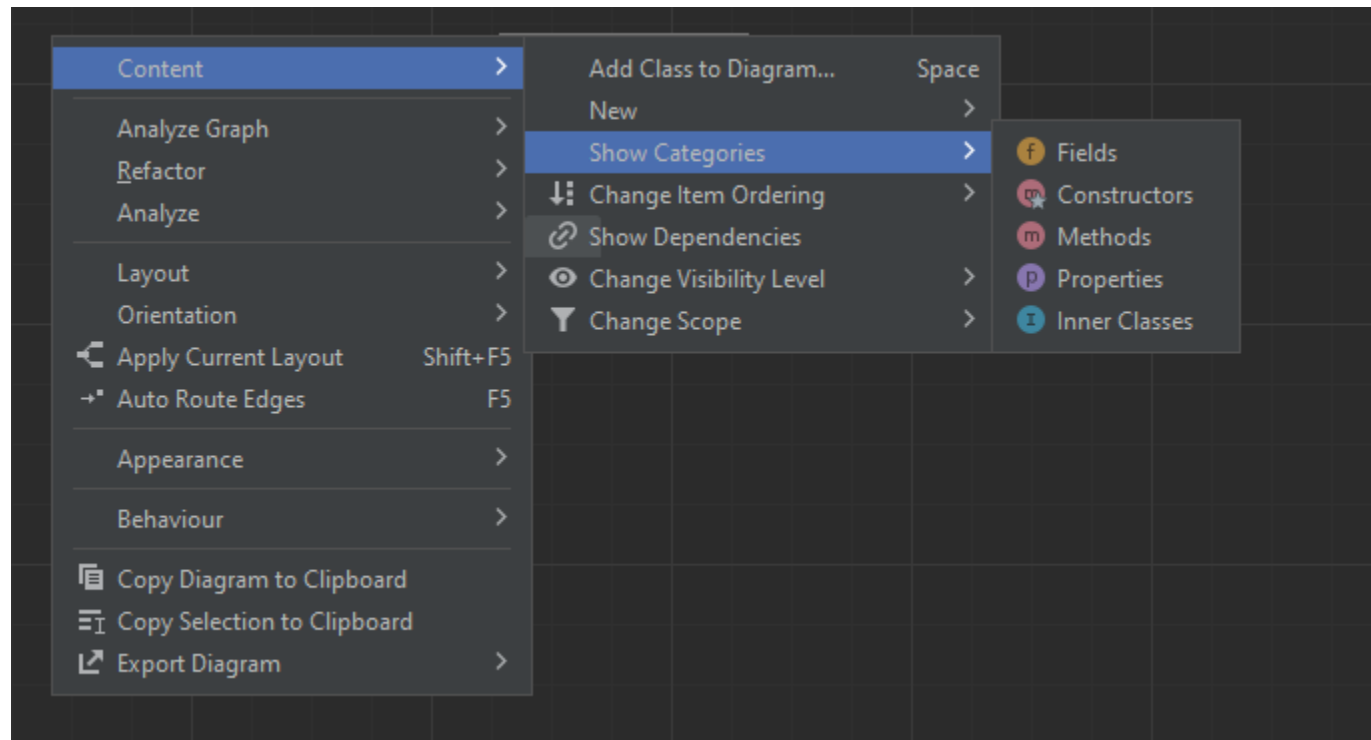 Content
Analyze Graph
Refactor
Analyze
Layout
Orientation
Apply Current Layout Shift+F5
Auto Route Edges F5
Appearance
Behaviour
Copy Diagram to Clipboard
Copy Selection to Clipboard
Export Diagram
Add Class to Diagram... Space
New
Show Categories
Change Item Ordering
Show Dependencies
Change Visibility Level
Change Scope
f Fields
m Constructors
m Methods
p Properties
I Inner Classes